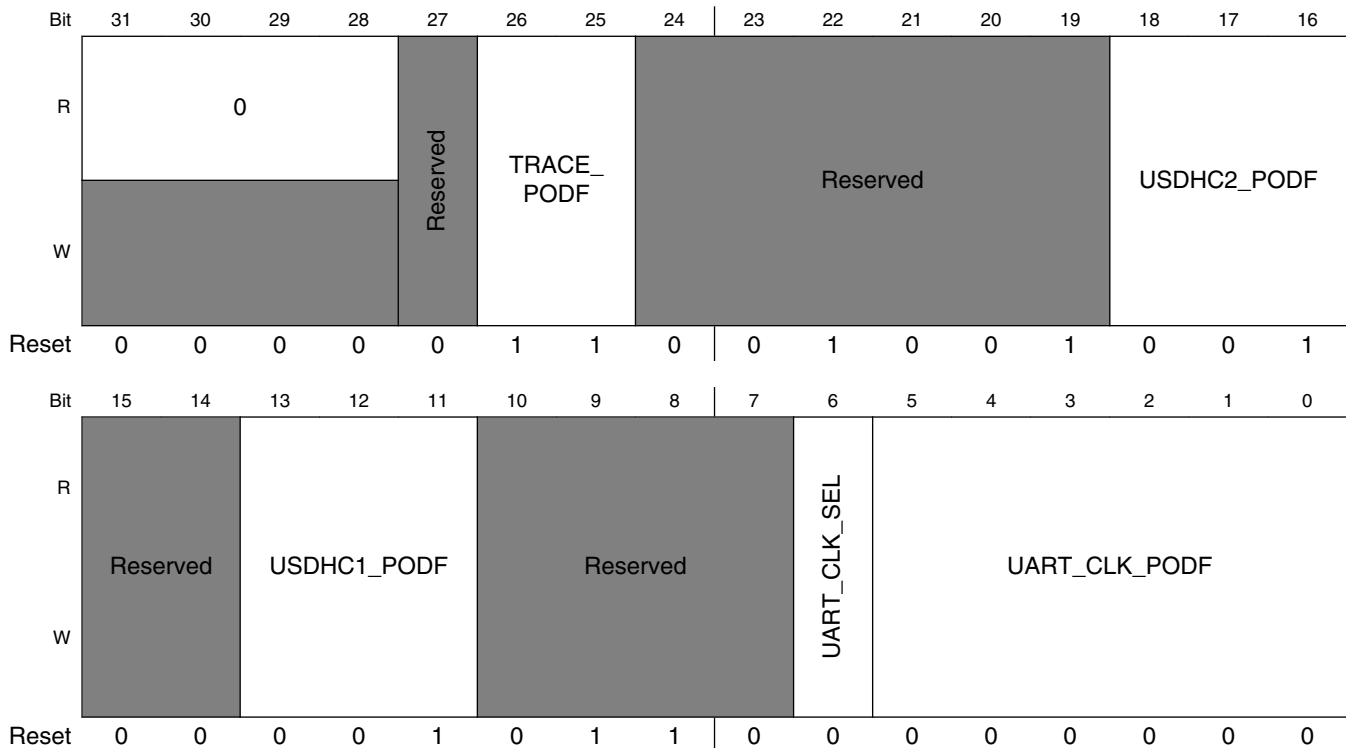 Bit 31 30 29 28 27 26 25 24 23 22 21 20 19 18 17 16
R
0
Reserved
TRACE_
PODF
Reserved
USDHC2_PODF
W
Reset 0 0 0 0 0 1 1 0 0 1 0 0 1 0 0 1
Bit 15 14 13 12 11 10 9 8 7 6 5 4 3 2 1 0
R
Reserved
USDHC1_PODF
Reserved
UART_CLK_SEL
UART_CLK_PODF
W
Reset 0 0 0 0 1 0 1 1 0 0 0 0 0 0 0 0